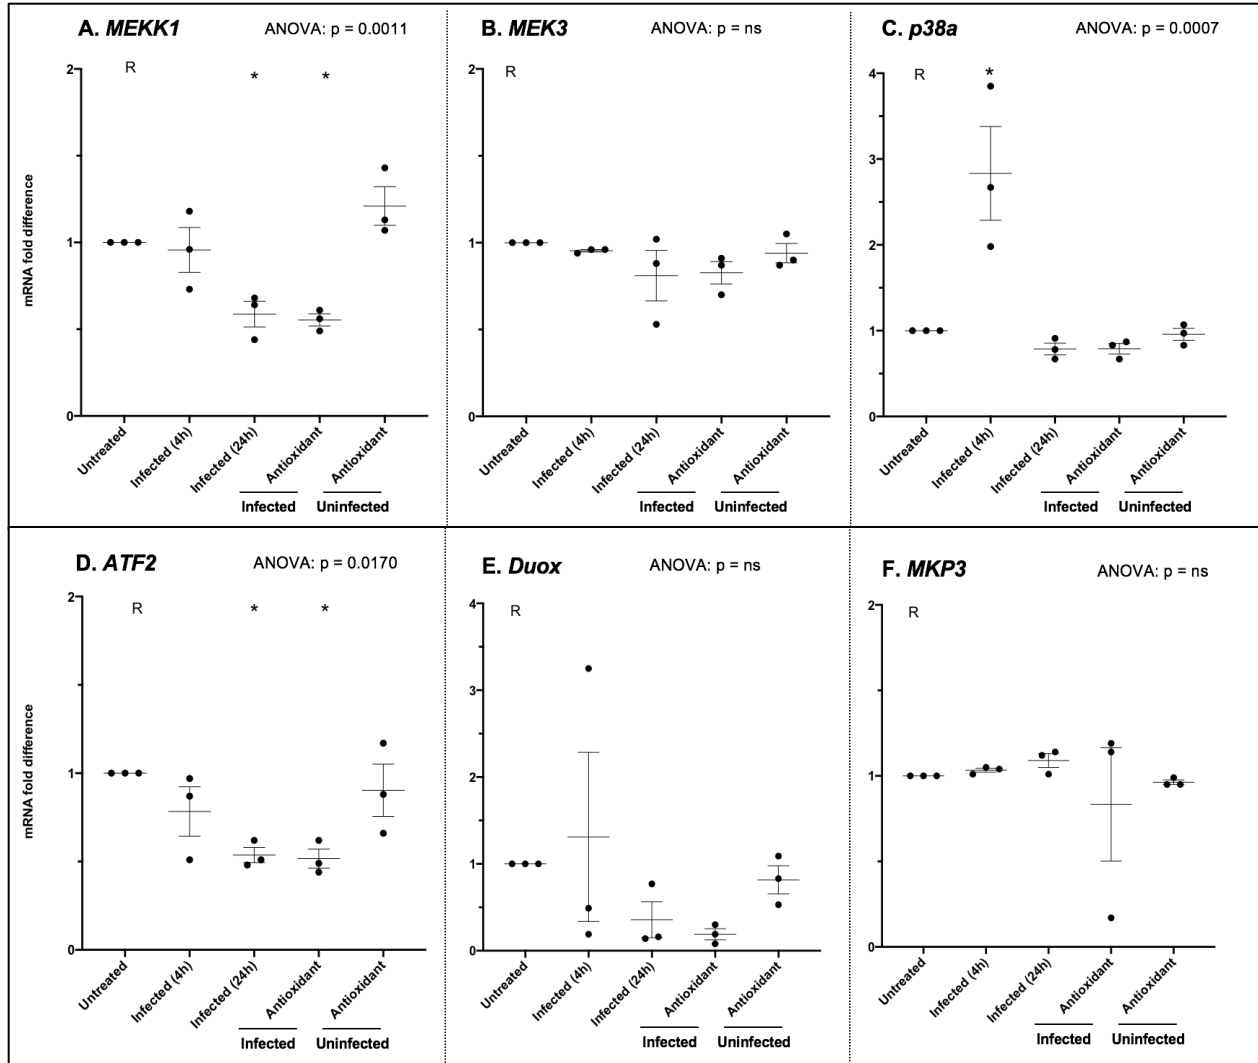 A. MEKK1 ANOVA: p = 0.0011
R * *
mRNA fold difference
2
1
0
Untreated
Infected (4h)
Infected (24h)
Antioxidant
Antioxidant
Infected Uninfected
B. MEK3 ANOVA: p = ns
R
2
1
0
Untreated
Infected (4h)
Infected (24h)
Antioxidant
Antioxidant
Infected Uninfected
C. p38a ANOVA: p = 0.0007
R *
4
3
2
1
0
Untreated
Infected (4h)
Infected (24h)
Antioxidant
Antioxidant
Infected Uninfected
D. ATF2 ANOVA: p = 0.0170
R * *
mRNA fold difference
2
1
0
Untreated
Infected (4h)
Infected (24h)
Antioxidant
Antioxidant
Infected Uninfected
E. Duox ANOVA: p = ns
R
4
3
2
1
0
Untreated
Infected (4h)
Infected (24h)
Antioxidant
Antioxidant
Infected Uninfected
F. MKP3 ANOVA: p = ns
R
2
1
0
Untreated
Infected (4h)
Infected (24h)
Antioxidant
Antioxidant
Infected Uninfected